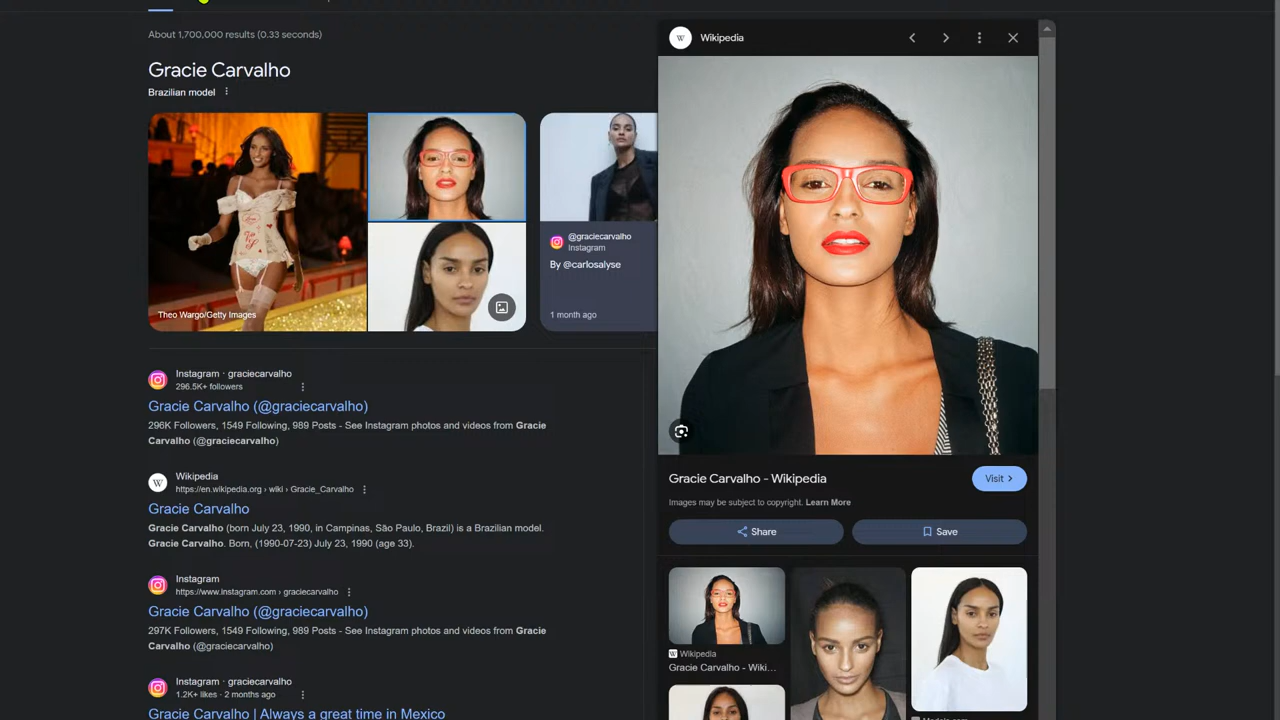 About 1,700,000 results (0.33 seconds)
Gracie Carvalho
Brazilian model
Theo Wargo/Getty Images
@graciecarvalho
Instagram
By @carlosalyse
1 month ago
Instagram · graciecarvalho
296.5K+ followers
Gracie Carvalho (@graciecarvalho)
296K Followers, 1549 Following, 989 Posts - See Instagram photos and videos from Gracie
Carvalho (@graciecarvalho)
Wikipedia
https://en.wikipedia.org › wiki › Gracie_Carvalho
Gracie Carvalho
Gracie Carvalho (born July 23, 1990, in Campinas, São Paulo, Brazil) is a Brazilian model.
Gracie Carvalho. Born, (1990-07-23) July 23, 1990 (age 33).
Instagram
https://www.instagram.com › graciecarvalho
Gracie Carvalho (@graciecarvalho)
297K Followers, 1549 Following, 989 Posts - See Instagram photos and videos from Gracie
Carvalho (@graciecarvalho)
Instagram · graciecarvalho
1.2K+ likes · 2 months ago
Gracie Carvalho | Always a great time in Mexico
W
Wikipedia
Gracie Carvalho - Wikipedia
Visit
Images may be subject to copyright. Learn More
Share
Save
Wikipedia
Gracie Carvalho - Wiki...